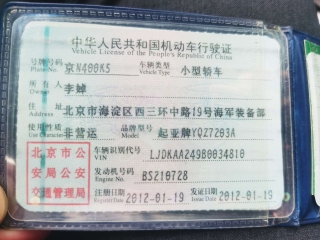 中华人民共和国机动车行驶证
Vehicle License of the People's Republic of China
号牌号码 京N400K5 车辆类型 小型轿车
Plate No. Vehicle Type
所有人 李婥
Owner
住址 北京市海淀区西三环中路19号海军装备部
使用性质 非营运 品牌型号 起亚牌YQZ7203A
Use Character Model
北京市公安局公安交通管理局
车辆识别代号 LJDKAA24980034810
VIN
发动机号码 BS210728
Engine No.
注册日期 2012-01-19 发证日期 2012-01-19
Register Date Issue Date